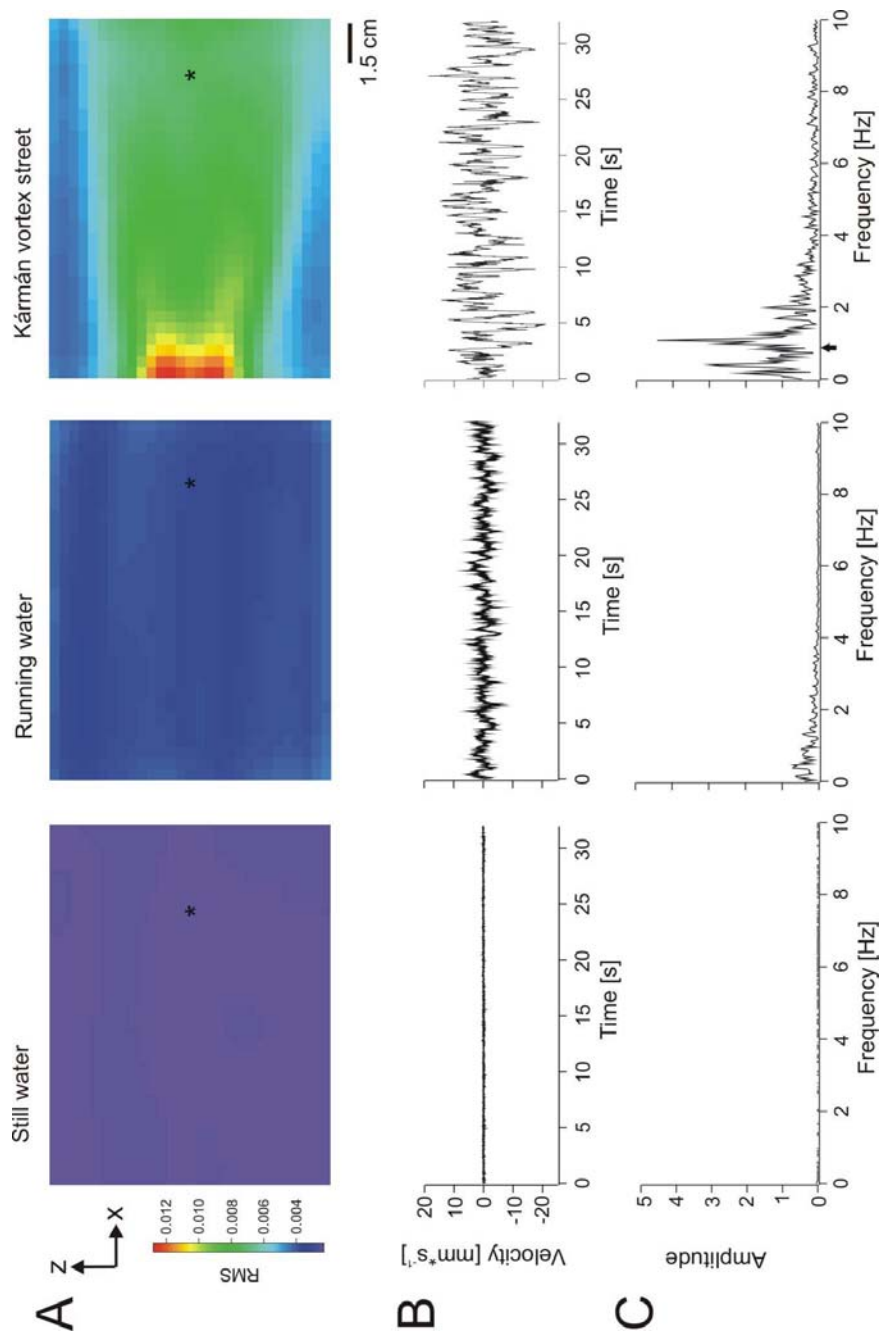 A
Still water
Running water
Kármán vortex street
z
x
RMS
0.012
0.010
0.008
0.006
0.004
*
*
*
1.5 cm
B
Velocity [mm*s⁻¹]
20
10
0
-10
-20
0 5 10 15 20 25 30
Time [s]
0 5 10 15 20 25 30
Time [s]
0 5 10 15 20 25 30
Time [s]
C
Amplitude
5
4
3
2
1
0
0 2 4 6 8 10
Frequency [Hz]
0 2 4 6 8 10
Frequency [Hz]
0 2 4 6 8 10
Frequency [Hz]